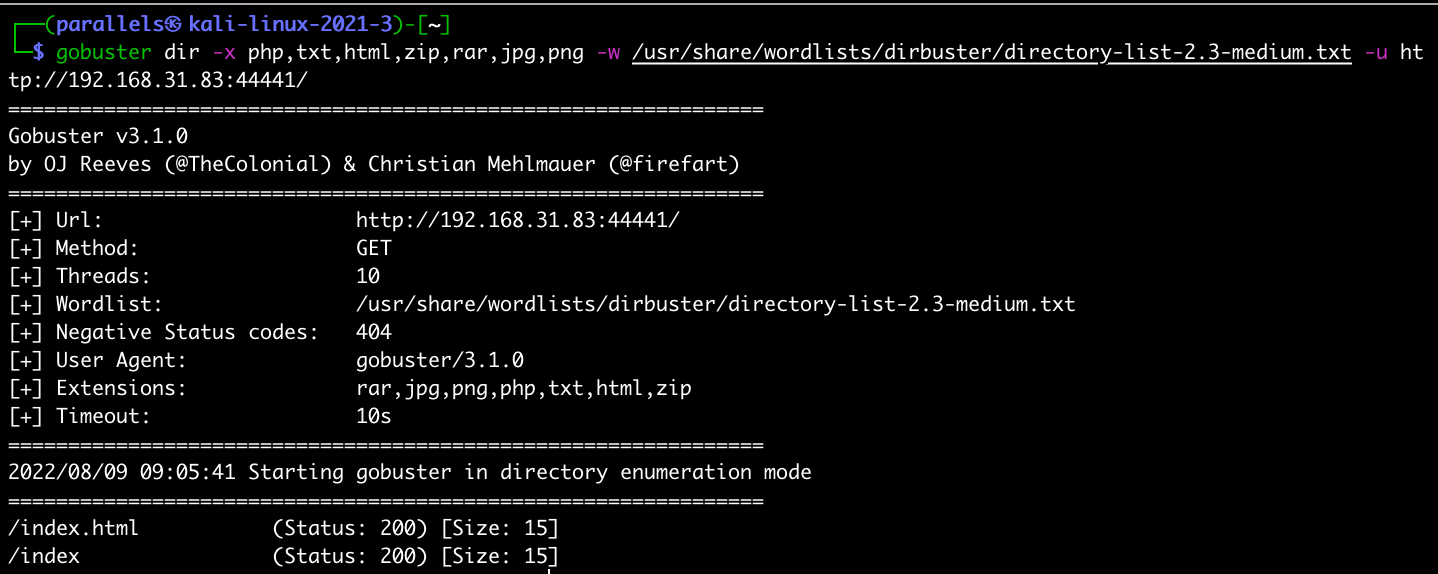 ┌──(parallels㉿kali-linux-2021-3)-[~]
└─$ gobuster dir -x php,txt,html,zip,rar,jpg,png -w /usr/share/wordlists/dirbuster/directory-list-2.3-medium.txt -u ht
tp://192.168.31.83:44441/
===============================================================
Gobuster v3.1.0
by OJ Reeves (@TheColonial) & Christian Mehlmauer (@firefart)
===============================================================
[+] Url:                     http://192.168.31.83:44441/
[+] Method:                  GET
[+] Threads:                 10
[+] Wordlist:                /usr/share/wordlists/dirbuster/directory-list-2.3-medium.txt
[+] Negative Status codes:   404
[+] User Agent:              gobuster/3.1.0
[+] Extensions:              rar,jpg,png,php,txt,html,zip
[+] Timeout:                 10s
===============================================================
2022/08/09 09:05:41 Starting gobuster in directory enumeration mode
===============================================================
/index.html           (Status: 200) [Size: 15]
/index                (Status: 200) [Size: 15]